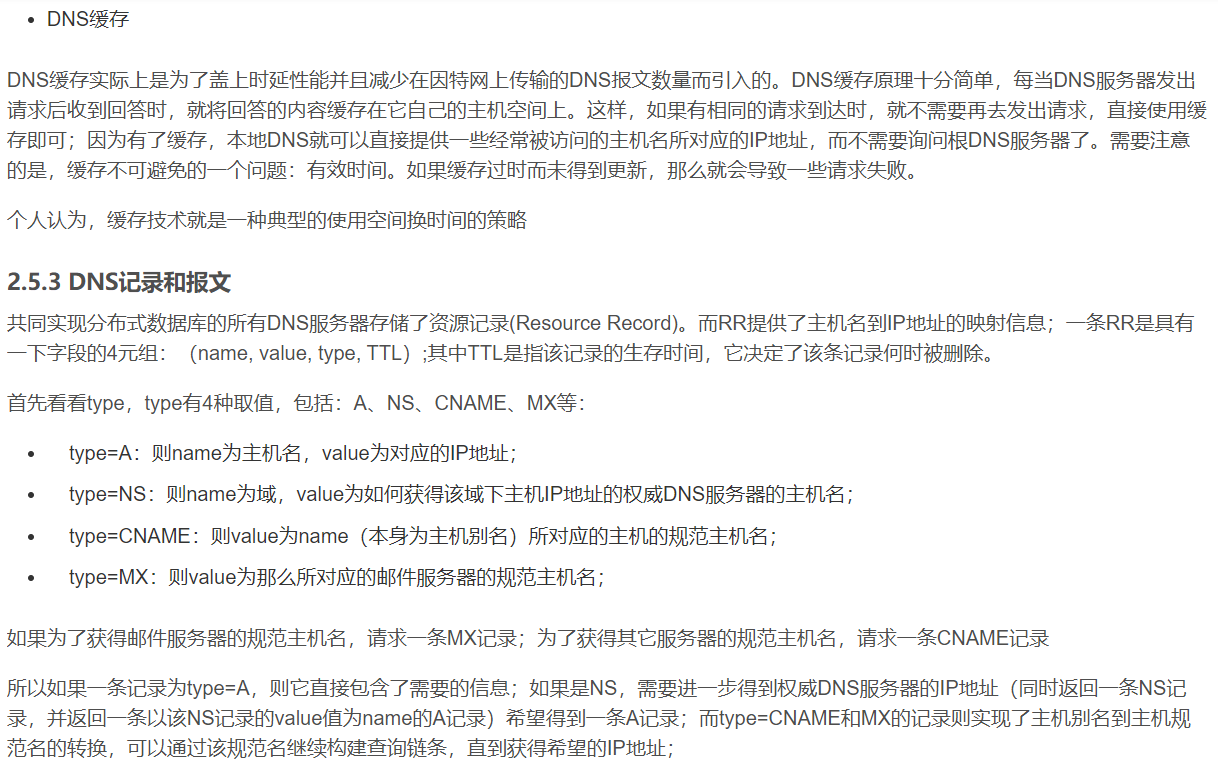 • DNS缓存
DNS缓存实际上是为了盖上时延性能并且减少在因特网上传输的DNS报文数量而引入的。DNS缓存原理十分简单，每当DNS服务器发出
请求后收到回答时，就将回答的内容缓存在它自己的主机空间上。这样，如果有相同的请求到达时，就不需要再去发出请求，直接使用缓
存即可；因为有了缓存，本地DNS就可以直接提供一些经常被访问的主机名所对应的IP地址，而不需要询问根DNS服务器了。需要注意
的是，缓存不可避免的一个问题：有效时间。如果缓存过时而未得到更新，那么就会导致一些请求失败。
个人认为，缓存技术就是一种典型的使用空间换时间的策略
2.5.3 DNS记录和报文
共同实现分布式数据库的所有DNS服务器存储了资源记录(Resource Record)。而RR提供了主机名到IP地址的映射信息；一条RR是具有
一下字段的4元组：（name, value, type, TTL）;其中TTL是指该记录的生存时间，它决定了该条记录何时被删除。
首先看看type，type有4种取值，包括：A、NS、CNAME、MX等：
• type=A：则name为主机名，value为对应的IP地址；
• type=NS：则name为域，value为如何获得该域下主机IP地址的权威DNS服务器的主机名；
• type=CNAME：则value为name（本身为主机别名）所对应的主机的规范主机名；
• type=MX：则value为那么所对应的邮件服务器的规范主机名；
如果为了获得邮件服务器的规范主机名，请求一条MX记录；为了获得其它服务器的规范主机名，请求一条CNAME记录
所以如果一条记录为type=A，则它直接包含了需要的信息；如果是NS，需要进一步得到权威DNS服务器的IP地址（同时返回一条NS记
录，并返回一条以该NS记录的value值为name的A记录）希望得到一条A记录；而type=CNAME和MX的记录则实现了主机别名到主机规
范名的转换，可以通过该规范名继续构建查询链条，直到获得希望的IP地址；